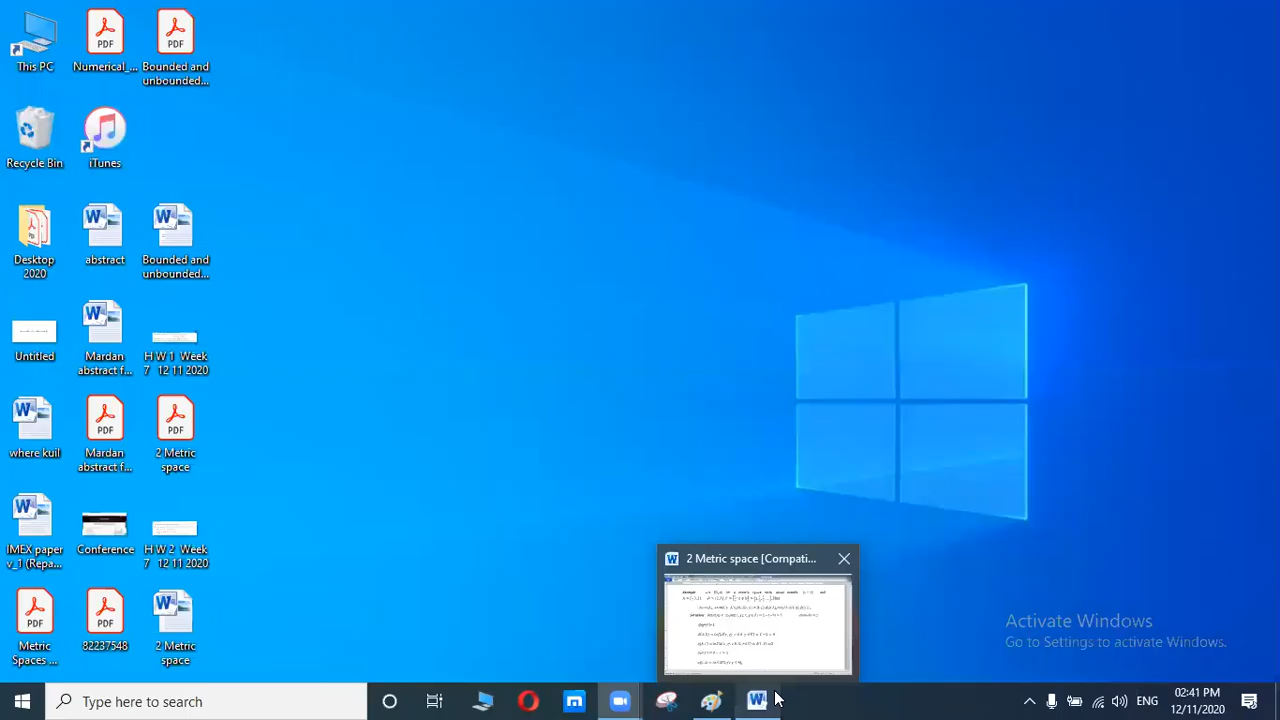 This PC
Numerical_...
Bounded and
unbounded...
Recycle Bin
iTunes
Desktop
2020
abstract
Bounded and
unbounded...
Untitled
Mardan
abstract f...
H W 1 Week
7 12 11 2020
where kuil
Mardan
abstract f...
2 Metric
space
IMEX paper
v_1 (Repa...
Conference
H W 2 Week
7 12 11 2020
Metric
Spaces ...
82237548
2 Metric
space
2 Metric space [Compati...
Activate Windows
Go to Settings to activate Windows.
Type here to search
ENG
02:41 PM
12/11/2020